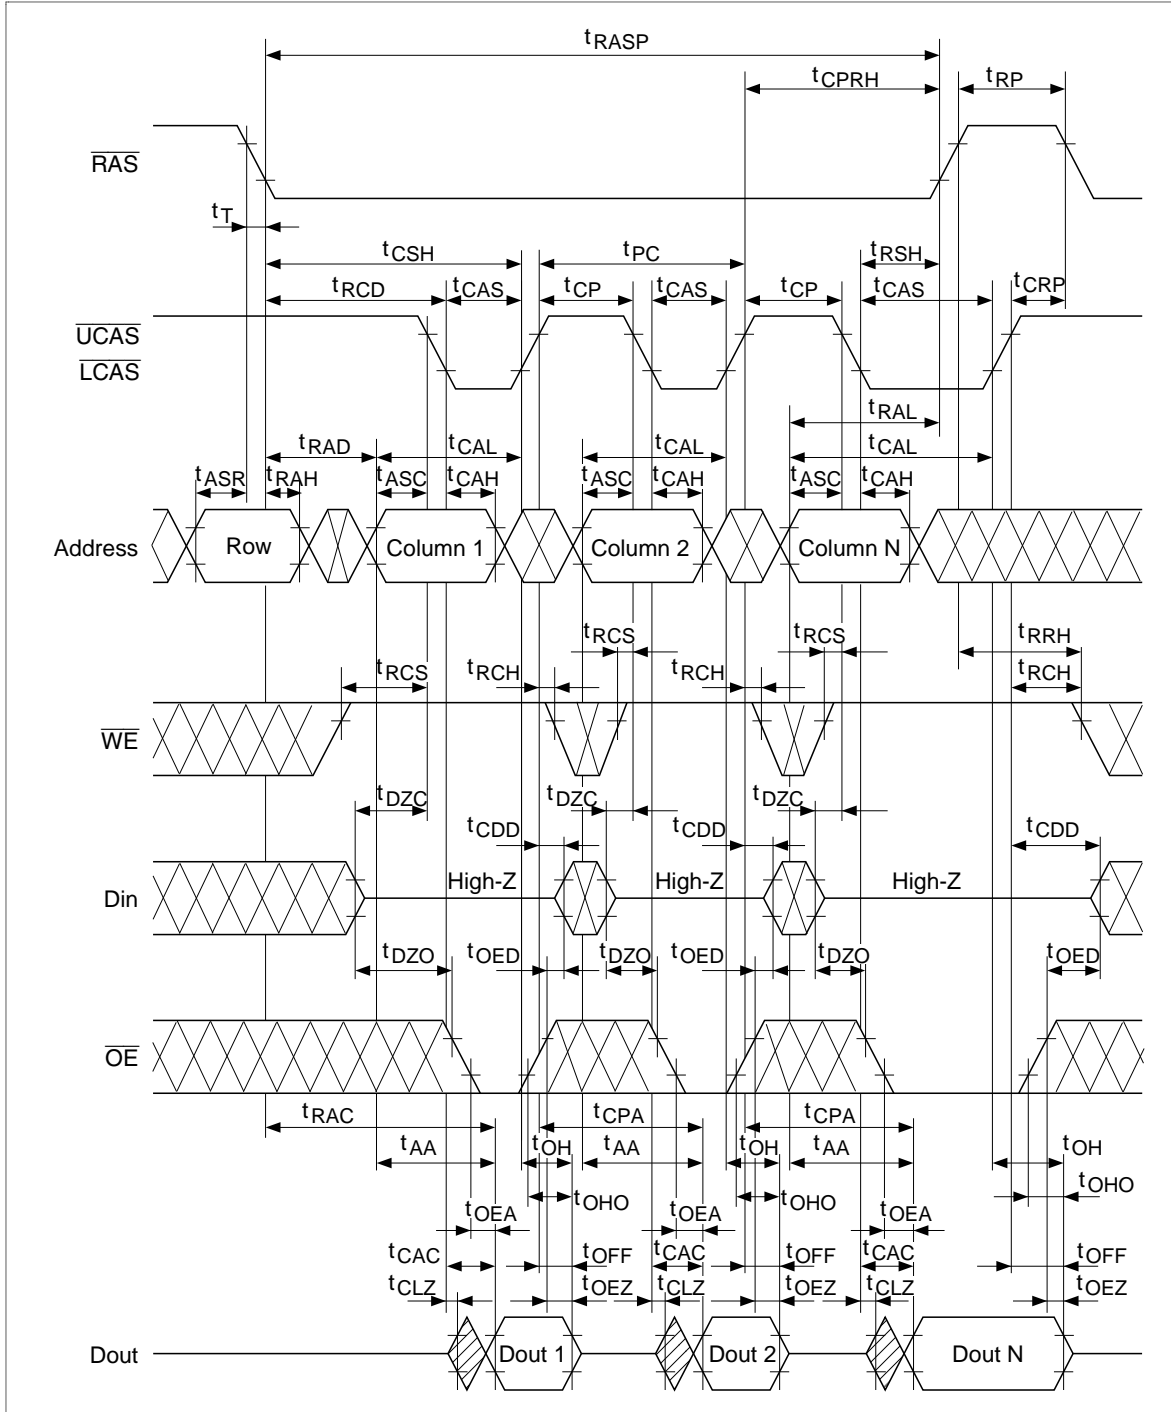 tRASP
tCPRH tRP
RAS
tT
tCSH tPC tRSH
tRCD tCAS tCP tCAS tCP tCAS tCRP
UCAS
LCAS
tRAL
tRAD tCAL tCAL tCAL
tASR tRAH tASC tCAH tASC tCAH tASC tCAH
Address Row Column 1 Column 2 Column N
tRCS tRCS tRRH
tRCS tRCH tRCH tRCH
WE
tDZC tDZC tDZC
tCDD tCDD tCDD
Din High-Z High-Z High-Z
tDZO tOED tDZO tOED tDZO tOED
OE
tRAC tCPA tCPA
tAA tOH tAA tOH tAA tOH
tOHO tOHO tOHO
tOEA tOEA tOEA
tCAC tOFF tCAC tOFF tCAC tOFF
tCLZ tOEZ tCLZ tOEZ tCLZ tOEZ
Dout Dout 1 Dout 2 Dout N